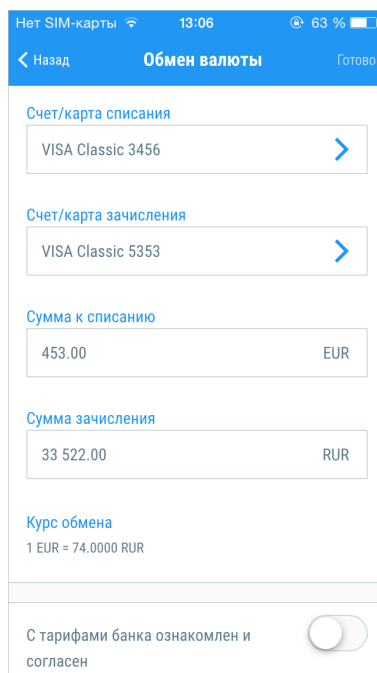 Нет SIM-карты 13:06 63 %
Назад Обмен валюты Готово
Счет/карта списания
VISA Classic 3456
Счет/карта зачисления
VISA Classic 5353
Сумма к списанию
453.00 EUR
Сумма зачисления
33 522.00 RUR
Курс обмена
1 EUR = 74.0000 RUR
С тарифами банка ознакомлен и
согласен